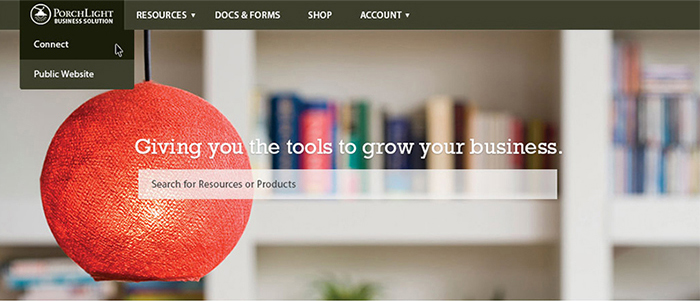 PORCHLIGHT
BUSINESS SOLUTION
RESOURCES
DOCS & FORMS
SHOP
ACCOUNT
Connect
Public Website
Giving you the tools to grow your business.
Search for Resources or Products